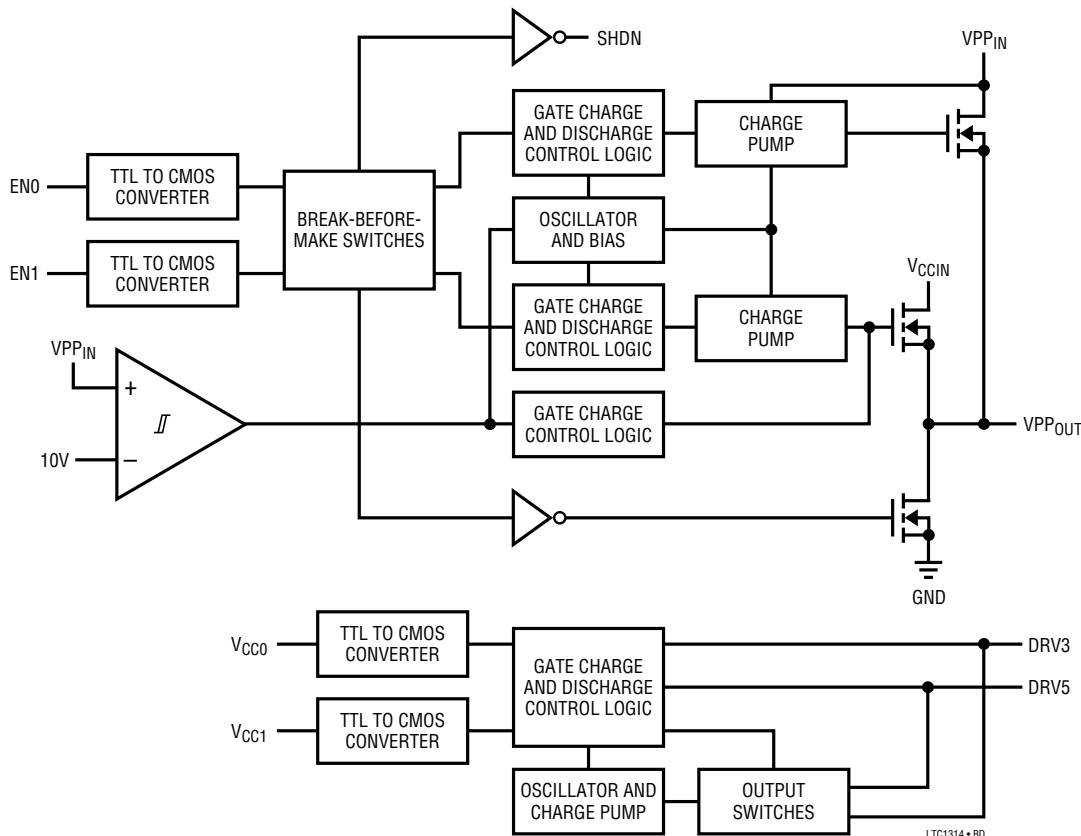 SHDN
VPPIN
GATE CHARGE
AND DISCHARGE
CONTROL LOGIC
CHARGE
PUMP
EN0
TTL TO CMOS
CONVERTER
BREAK-BEFORE-
MAKE SWITCHES
OSCILLATOR
AND BIAS
EN1
TTL TO CMOS
CONVERTER
VCCIN
GATE CHARGE
AND DISCHARGE
CONTROL LOGIC
CHARGE
PUMP
VPPIN
+
10V
−
GATE CHARGE
CONTROL LOGIC
VPPOUT
GND
VCC0
TTL TO CMOS
CONVERTER
GATE CHARGE
AND DISCHARGE
CONTROL LOGIC
DRV3
DRV5
VCC1
TTL TO CMOS
CONVERTER
OSCILLATOR AND
CHARGE PUMP
OUTPUT
SWITCHES
LTC1314 • BD